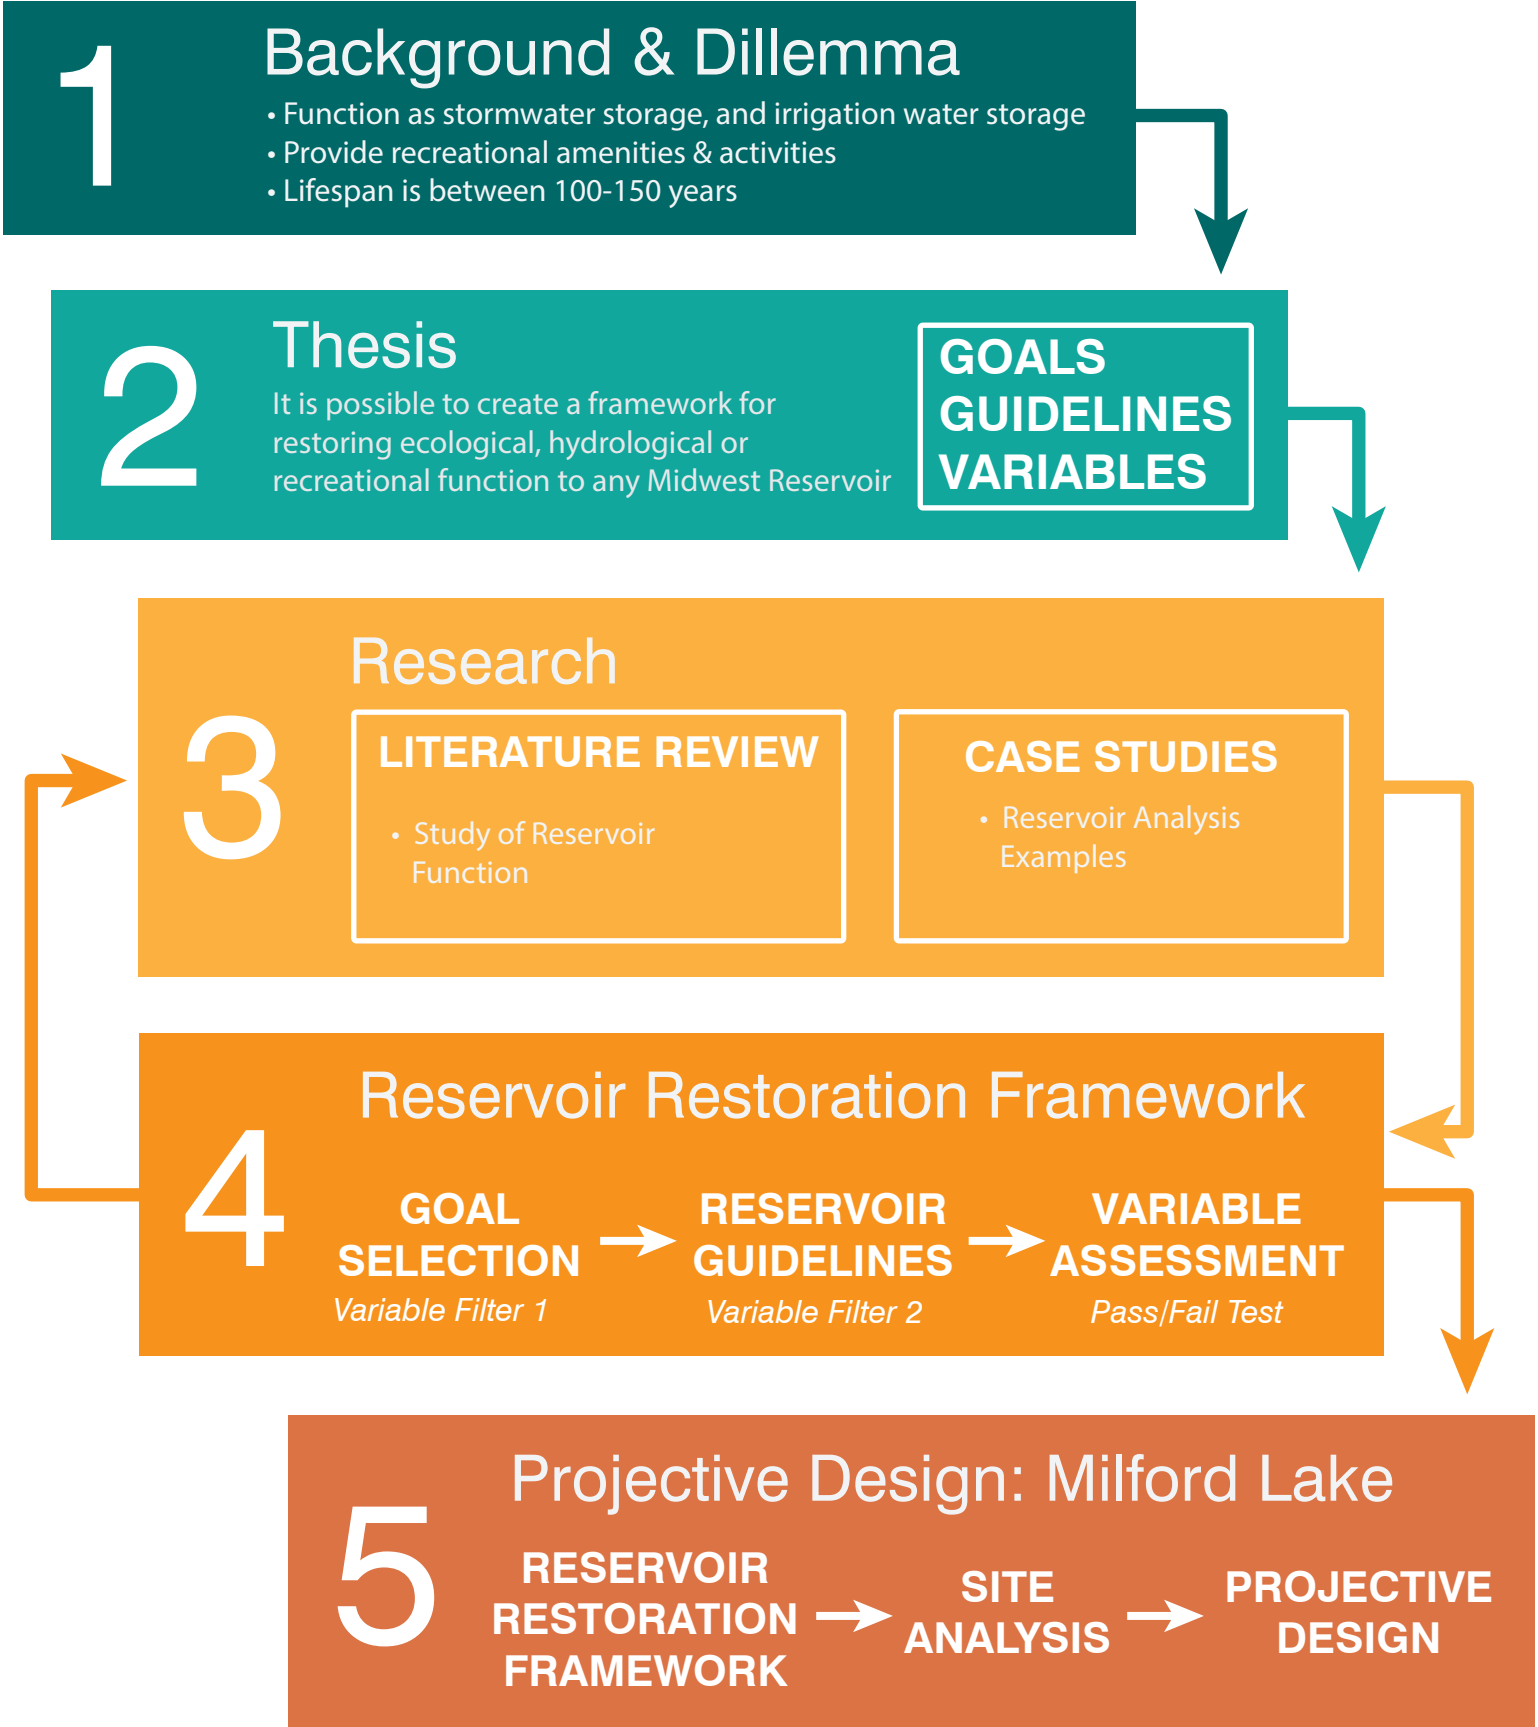 1
Background & Dillemma
• Function as stormwater storage, and irrigation water storage
• Provide recreational amenities & activities
• Lifespan is between 100-150 years
2
Thesis
It is possible to create a framework for
restoring ecological, hydrological or
recreational function to any Midwest Reservoir
GOALS
GUIDELINES
VARIABLES
3
Research
LITERATURE REVIEW
• Study of Reservoir
Function
CASE STUDIES
• Reservoir Analysis
Examples
4
Reservoir Restoration Framework
GOAL
SELECTION
Variable Filter 1
RESERVOIR
GUIDELINES
Variable Filter 2
VARIABLE
ASSESSMENT
Pass/Fail Test
5
Projective Design: Milford Lake
RESERVOIR
RESTORATION
FRAMEWORK
SITE
ANALYSIS
PROJECTIVE
DESIGN